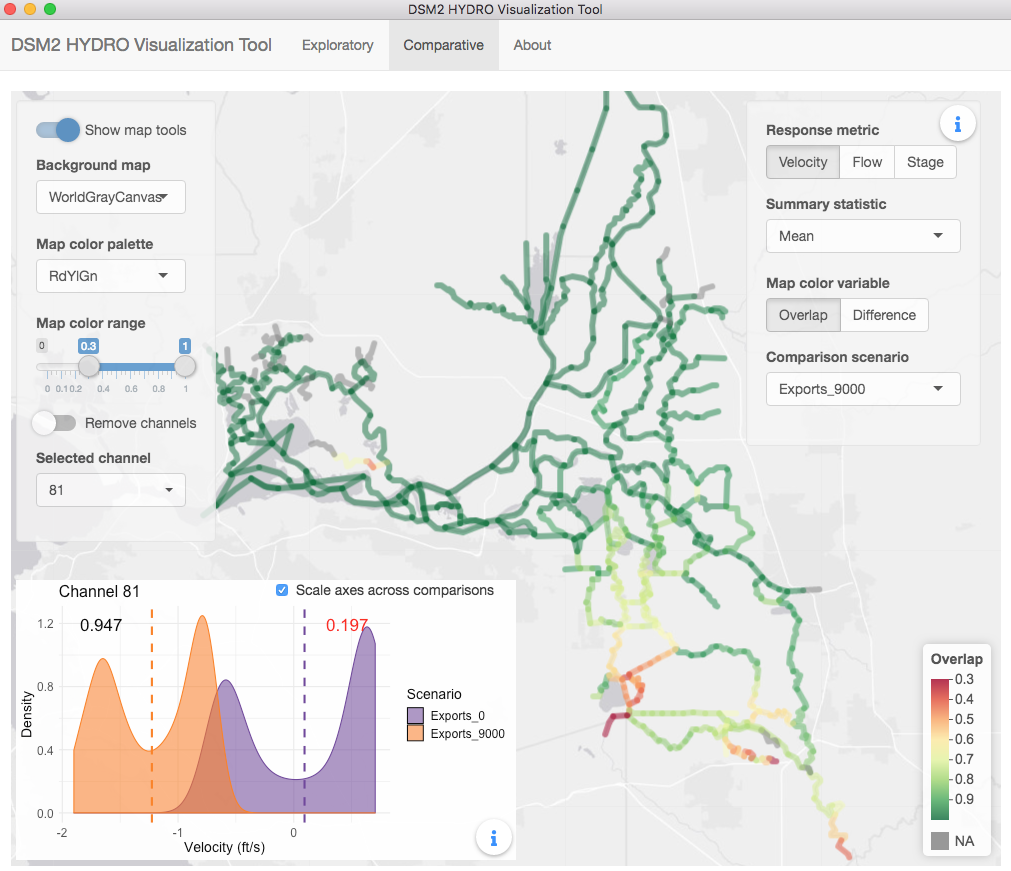 DSM2 HYDRO Visualization Tool
DSM2 HYDRO Visualization Tool Exploratory Comparative About
Show map tools
Background map
WorldGrayCanvas
Map color palette
RdYlGn
Map color range
0 0.3 1
0 0.1 0.2 0.4 0.6 0.8 1
Remove channels
Selected channel
81
Response metric
Velocity Flow Stage
Summary statistic
Mean
Map color variable
Overlap Difference
Comparison scenario
Exports_9000
Channel 81
Scale axes across comparisons
1.2
0.947 0.197
0.8
0.4
0.0
Density
-2 -1 0
Velocity (ft/s)
Scenario
Exports_0
Exports_9000
Overlap
0.3
0.4
0.5
0.6
0.7
0.8
0.9
NA